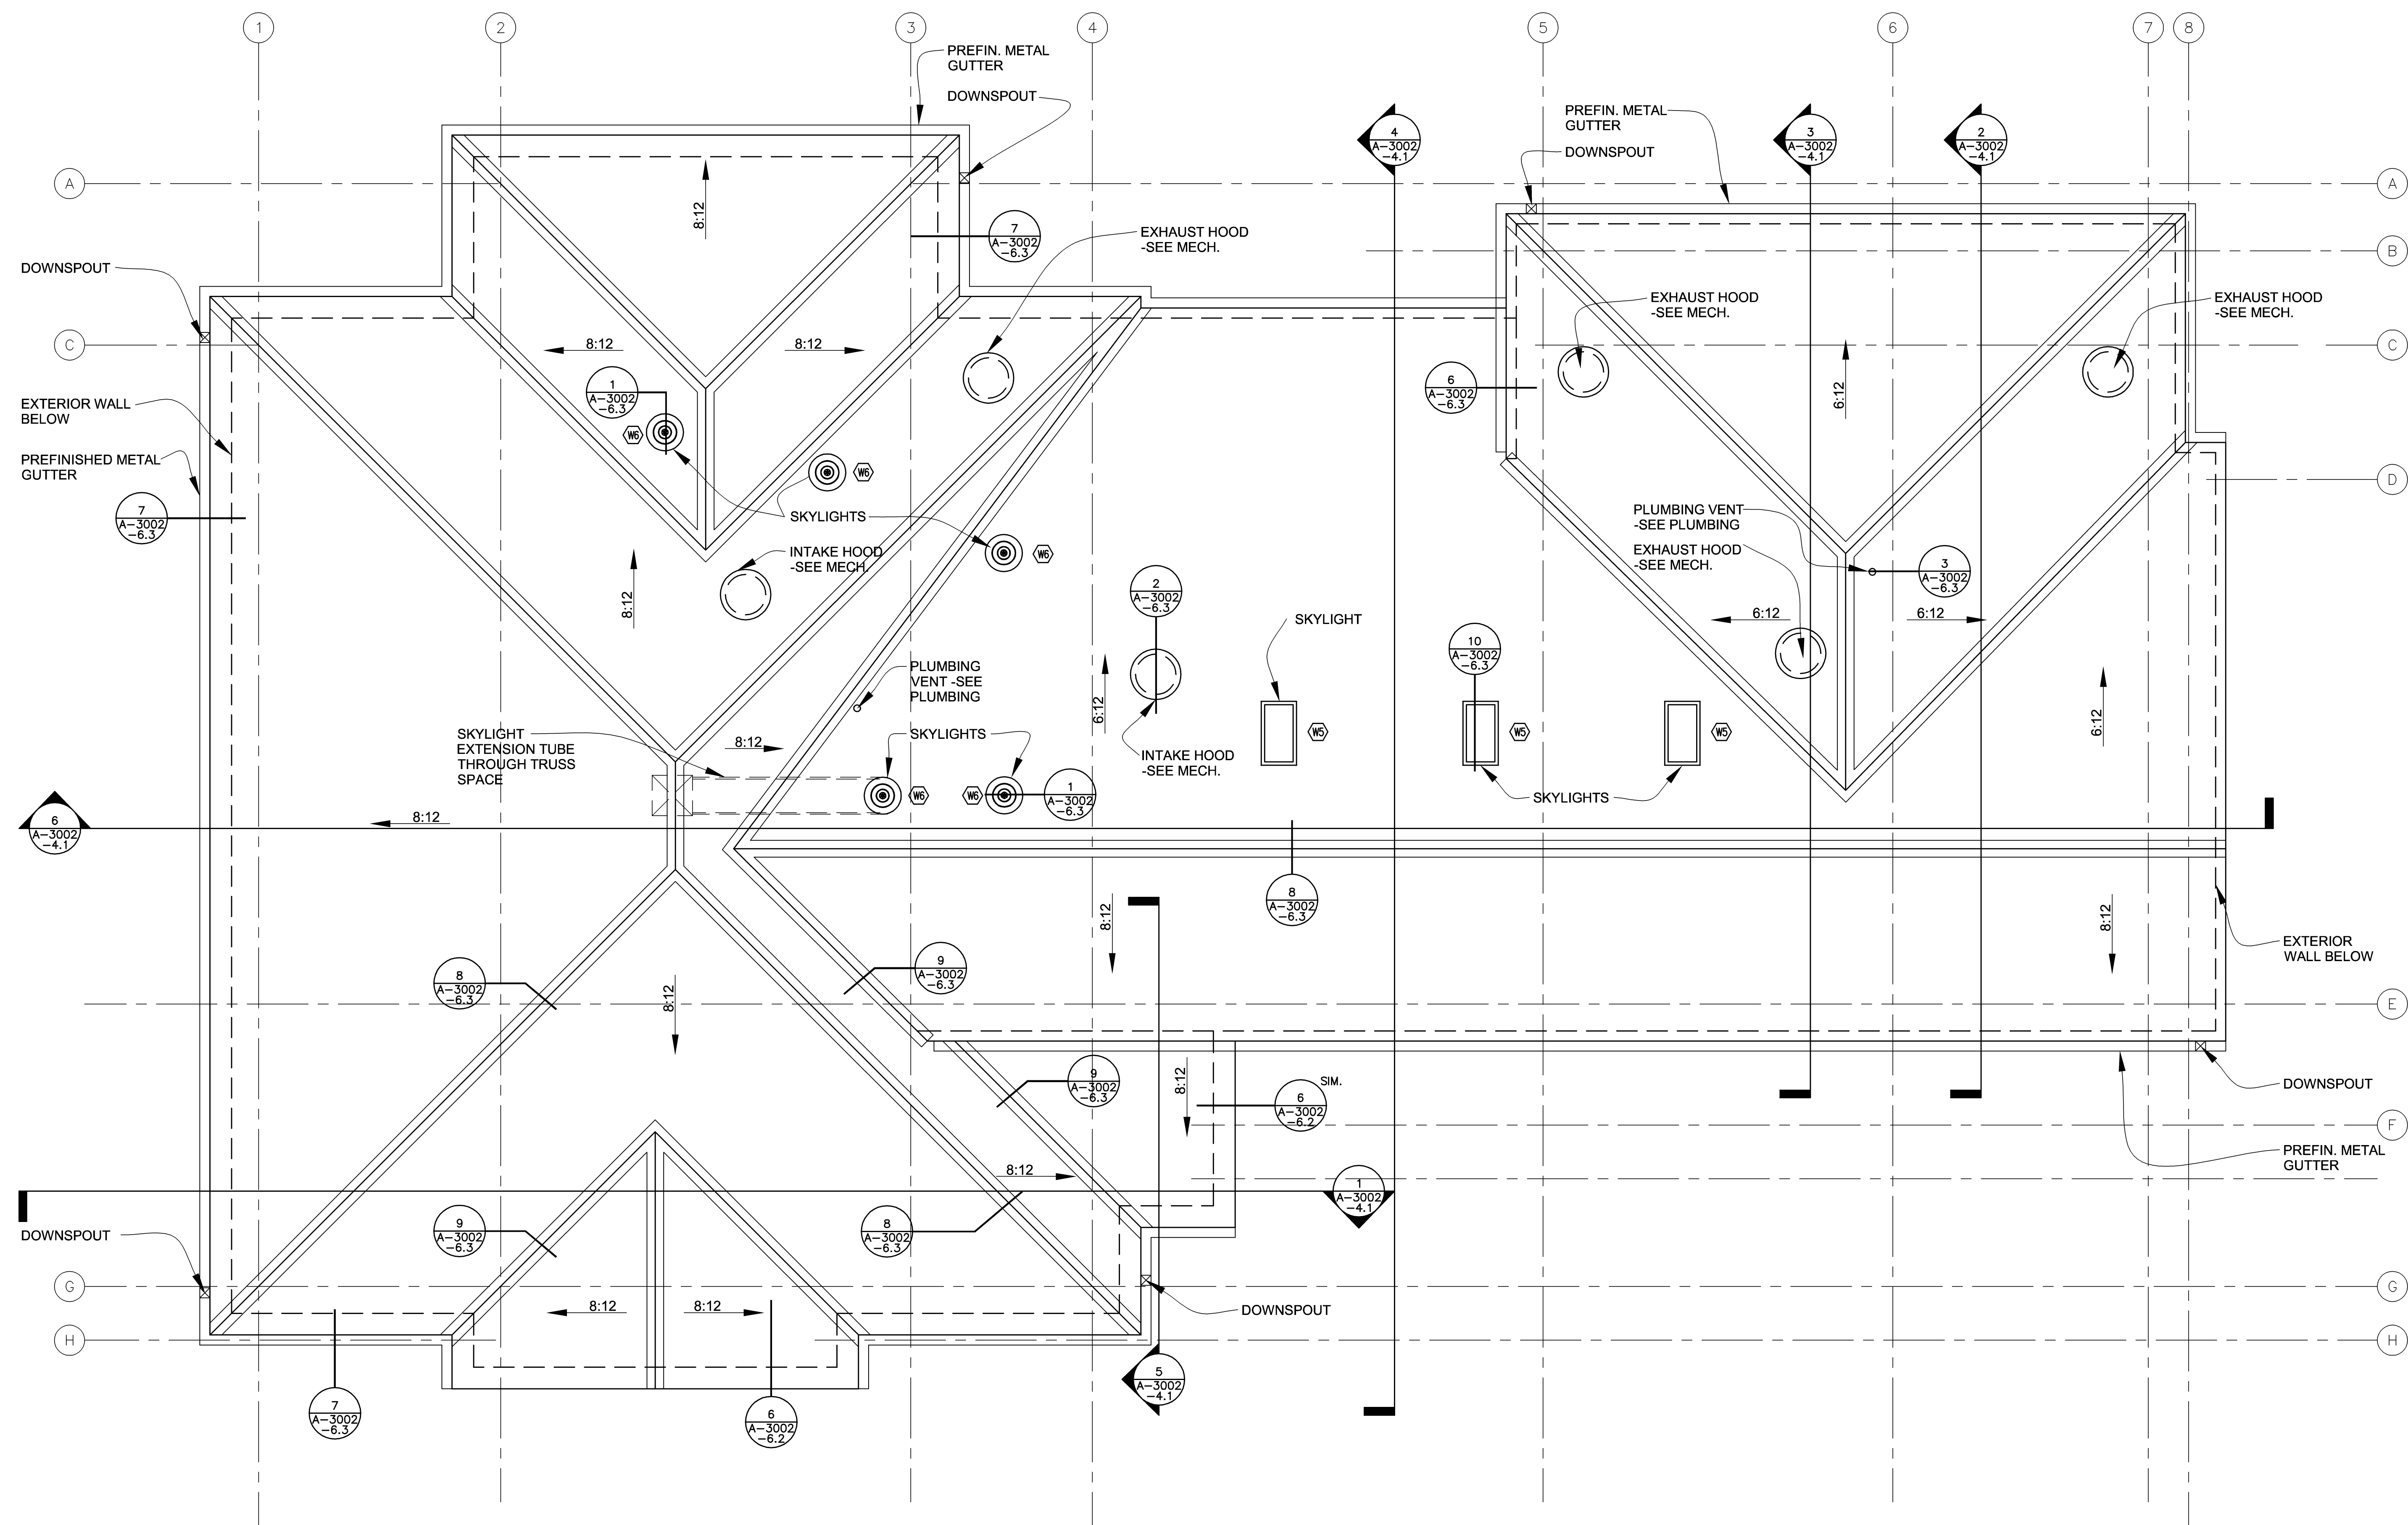 1
2
3
4
5
6
7
8
PREFIN. METAL
GUTTER
DOWNSPOUT
PREFIN. METAL
GUTTER
DOWNSPOUT
4
A-3002
-4.1
3
A-3002
-4.1
2
A-3002
-4.1
A
A
8:12
7
A-3002
-6.3
EXHAUST HOOD
-SEE MECH.
B
DOWNSPOUT
EXHAUST HOOD
-SEE MECH.
EXHAUST HOOD
-SEE MECH.
C
8:12
8:12
C
1
A-3002
-6.3
6
A-3002
-6.3
6:12
EXTERIOR WALL
BELOW
W6
W6
PREFINISHED METAL
GUTTER
D
7
A-3002
-6.3
SKYLIGHTS
PLUMBING VENT
-SEE PLUMBING
INTAKE HOOD
-SEE MECH.
W6
EXHAUST HOOD
-SEE MECH.
3
A-3002
-6.3
8:12
2
A-3002
-6.3
SKYLIGHT
6:12
6:12
10
A-3002
-6.3
PLUMBING
VENT -SEE
PLUMBING
6:12
6:12
SKYLIGHT
EXTENSION TUBE
THROUGH TRUSS
SPACE
8:12
SKYLIGHTS
W5
W5
W5
INTAKE HOOD
-SEE MECH.
W6
W6
1
A-3002
-6.3
SKYLIGHTS
6
A-3002
-4.1
8:12
8
A-3002
-6.3
8:12
8:12
EXTERIOR
WALL BELOW
8
A-3002
-6.3
9
A-3002
-6.3
8:12
E
9
A-3002
-6.3
8:12
SIM.
6
A-3002
-6.2
DOWNSPOUT
F
8:12
PREFIN. METAL
GUTTER
1
A-3002
-4.1
DOWNSPOUT
9
A-3002
-6.3
8
A-3002
-6.3
G
G
8:12
8:12
DOWNSPOUT
H
H
7
A-3002
-6.3
6
A-3002
-6.2
5
A-3002
-4.1